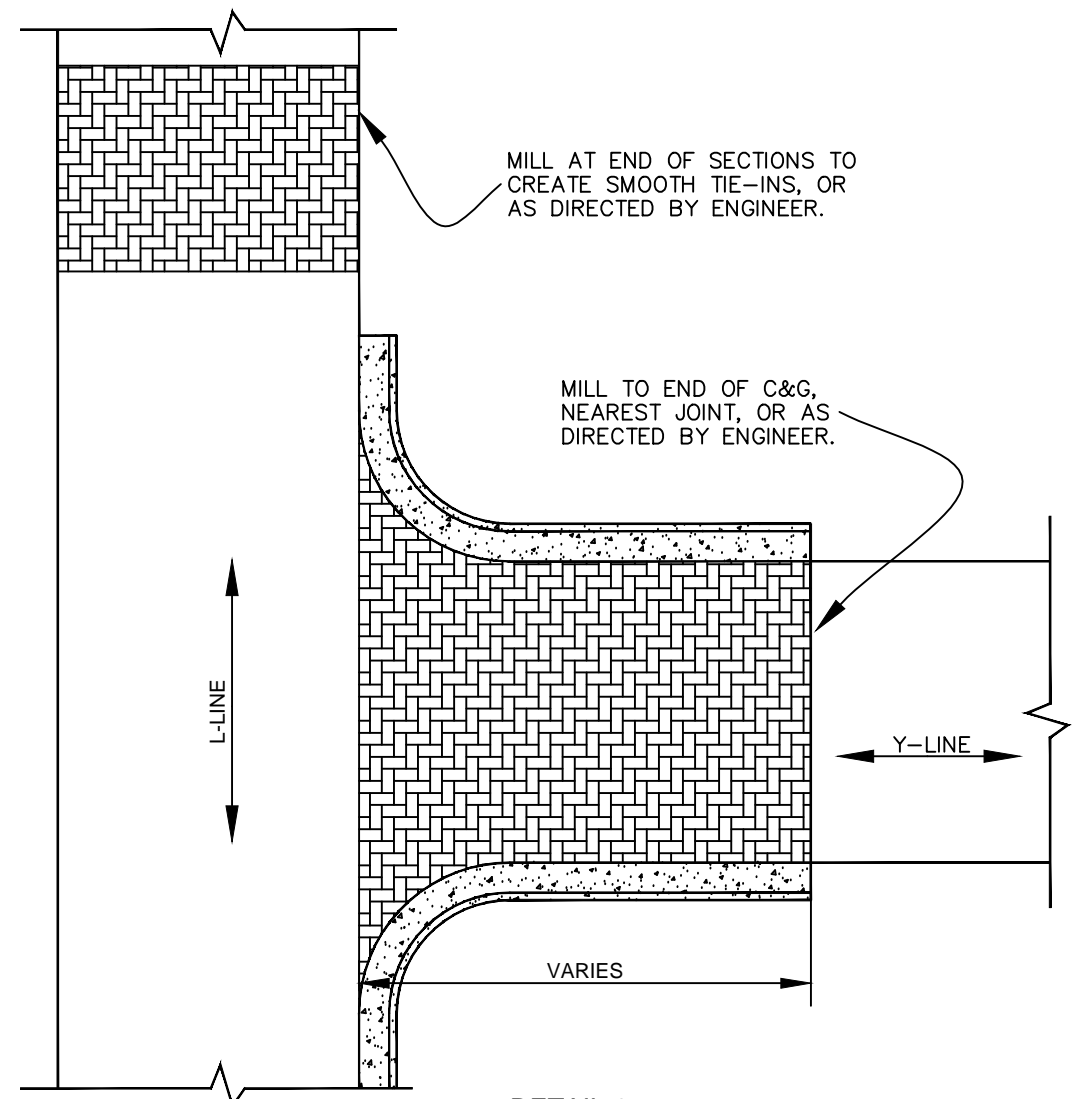 MILL AT END OF SECTIONS TO
CREATE SMOOTH TIE-INS, OR
AS DIRECTED BY ENGINEER.
MILL TO END OF C&G,
NEAREST JOINT, OR AS
DIRECTED BY ENGINEER.
L-LINE
Y-LINE
VARIES